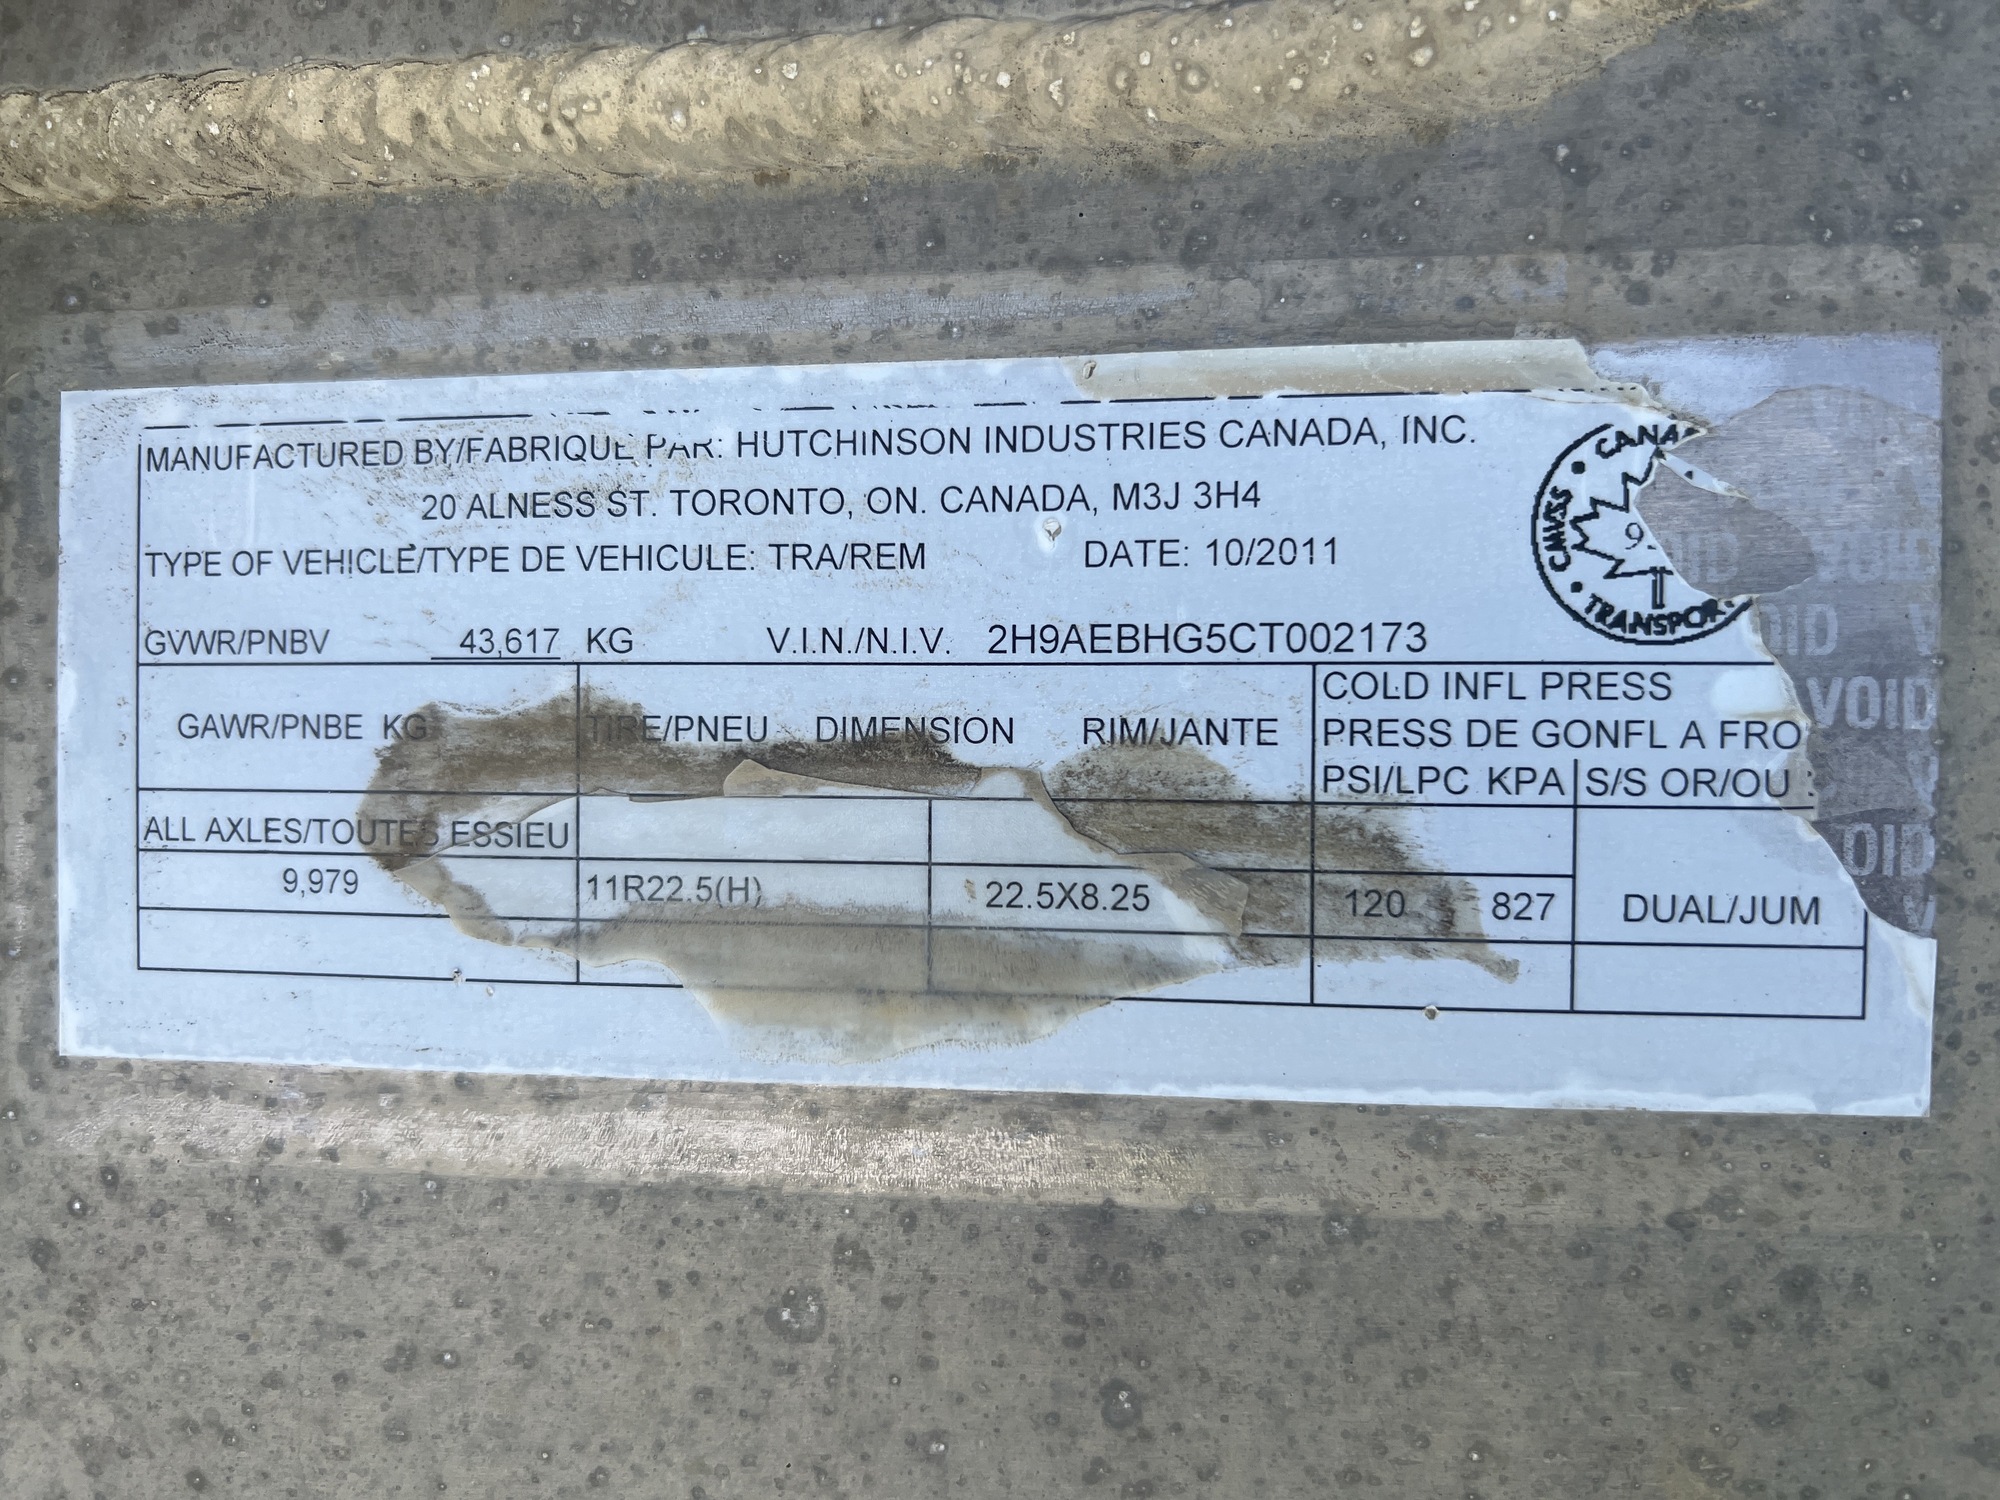 MANUFACTURED BY/FABRIQUE PAR: HUTCHINSON INDUSTRIES CANADA, INC.
20 ALNESS ST. TORONTO, ON. CANADA, M3J 3H4
TYPE OF VEHICLE/TYPE DE VEHICULE: TRA/REM DATE: 10/2011
GVWR/PNBV 43,617 KG V.I.N./N.I.V. 2H9AEBHG5CT002173
CMVSS
COLD INFL PRESS
GAWR/PNBE KG TIRE/PNEU DIMENSION RIM/JANTE PRESS DE GONFL A FRO
PSI/LPC KPA S/S OR/OU
ALL AXLES/TOUTES ESSIEU
9,979 11R22.5(H) 22.5X8.25 120 827 DUAL/JUM
VOID